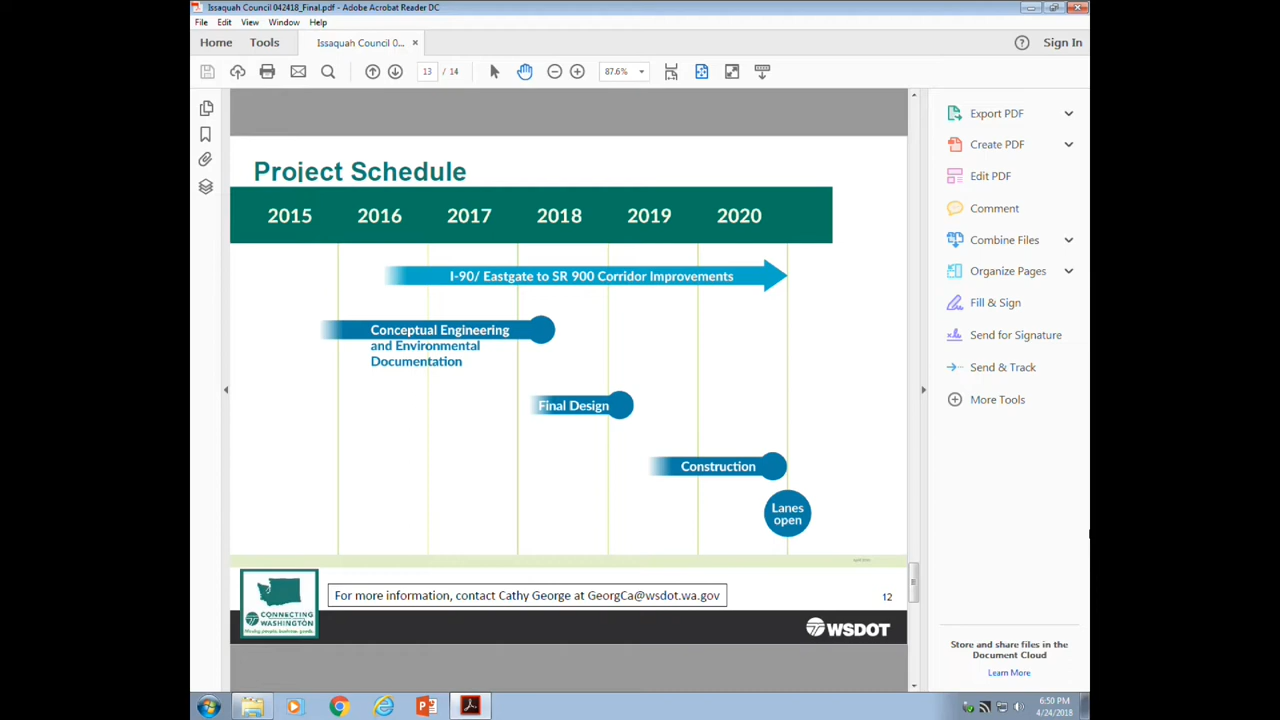 Issaquah Council 042418_Final.pdf - Adobe Acrobat Reader DC
File Edit View Window Help
Home Tools Issaquah Council 0... × ? Sign In
13 / 14 87.6%
Export PDF
Create PDF
Edit PDF
Comment
Combine Files
Organize Pages
Fill & Sign
Send for Signature
Send & Track
More Tools
Project Schedule
2015 2016 2017 2018 2019 2020
I-90/ Eastgate to SR 900 Corridor Improvements
Conceptual Engineering
and Environmental
Documentation
Final Design
Construction
Lanes
open
CONNECTING
WASHINGTON
For more information, contact Cathy George at GeorgCa@wsdot.wa.gov
12
WSDOT
Store and share files in the
Document Cloud
Learn More
6:50 PM
4/24/2018